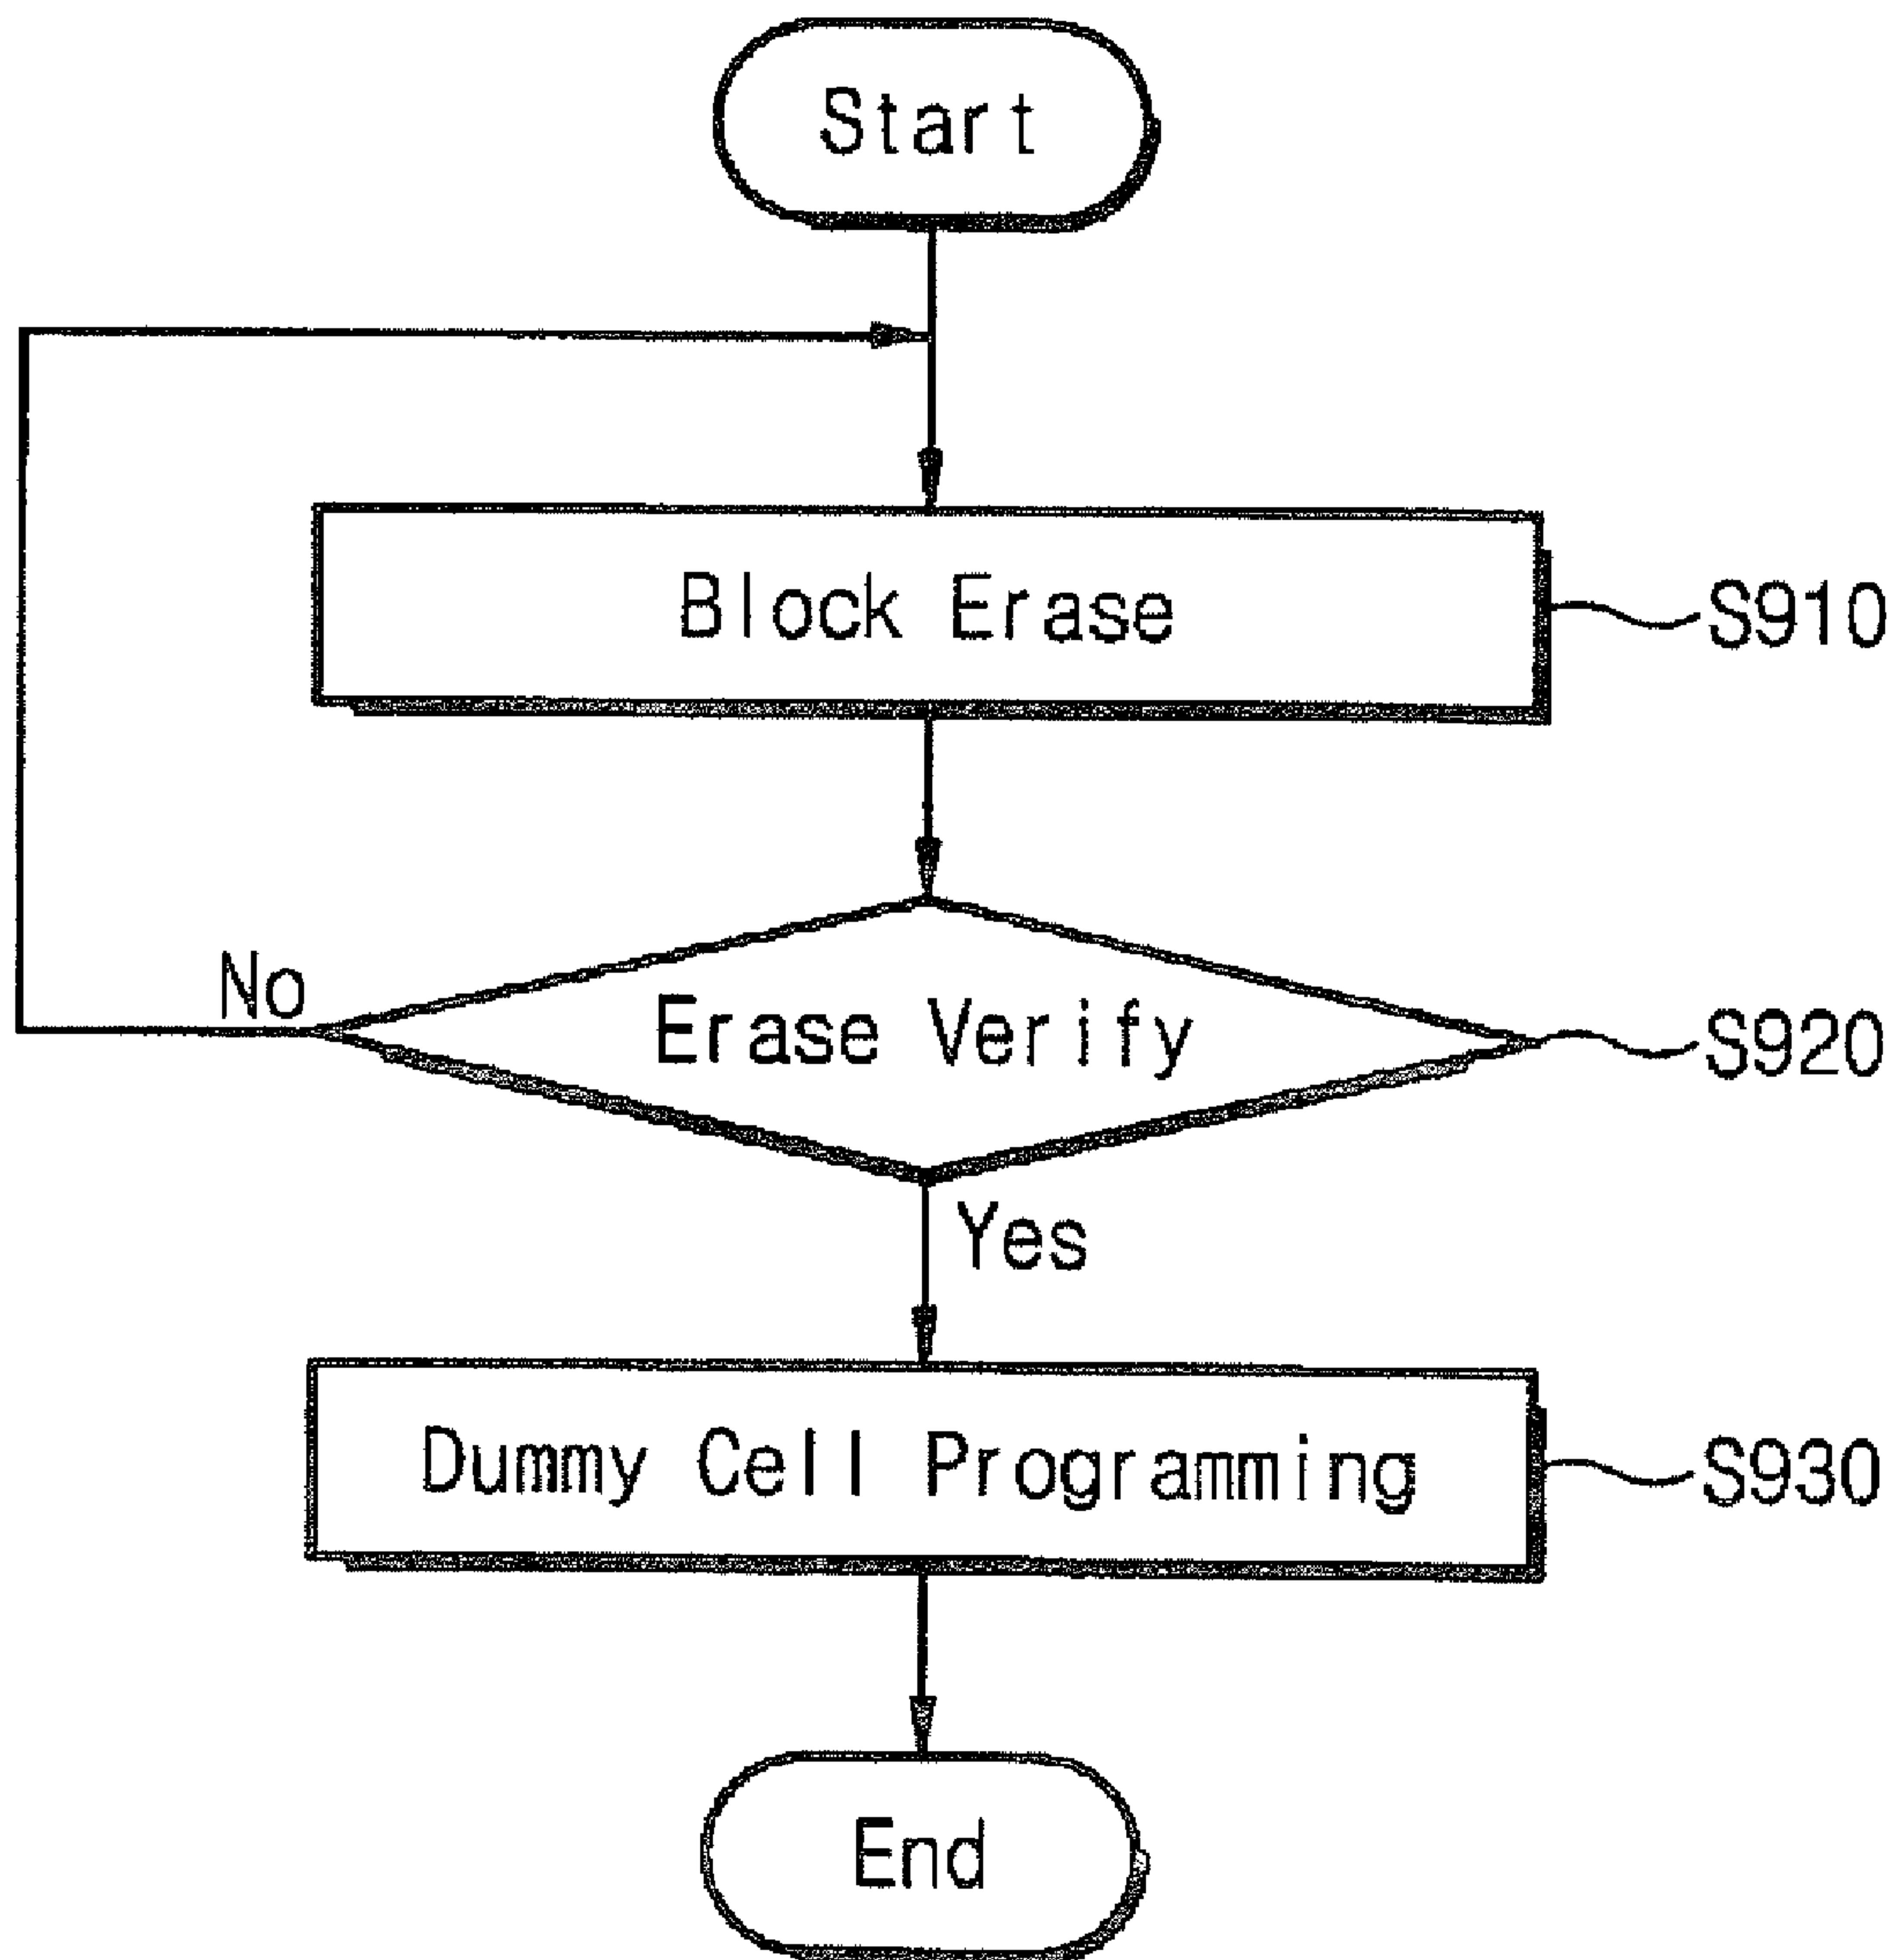 Start
Block Erase
S910
No
Erase Verify
S920
Yes
Dummy Cell Programming
S930
End